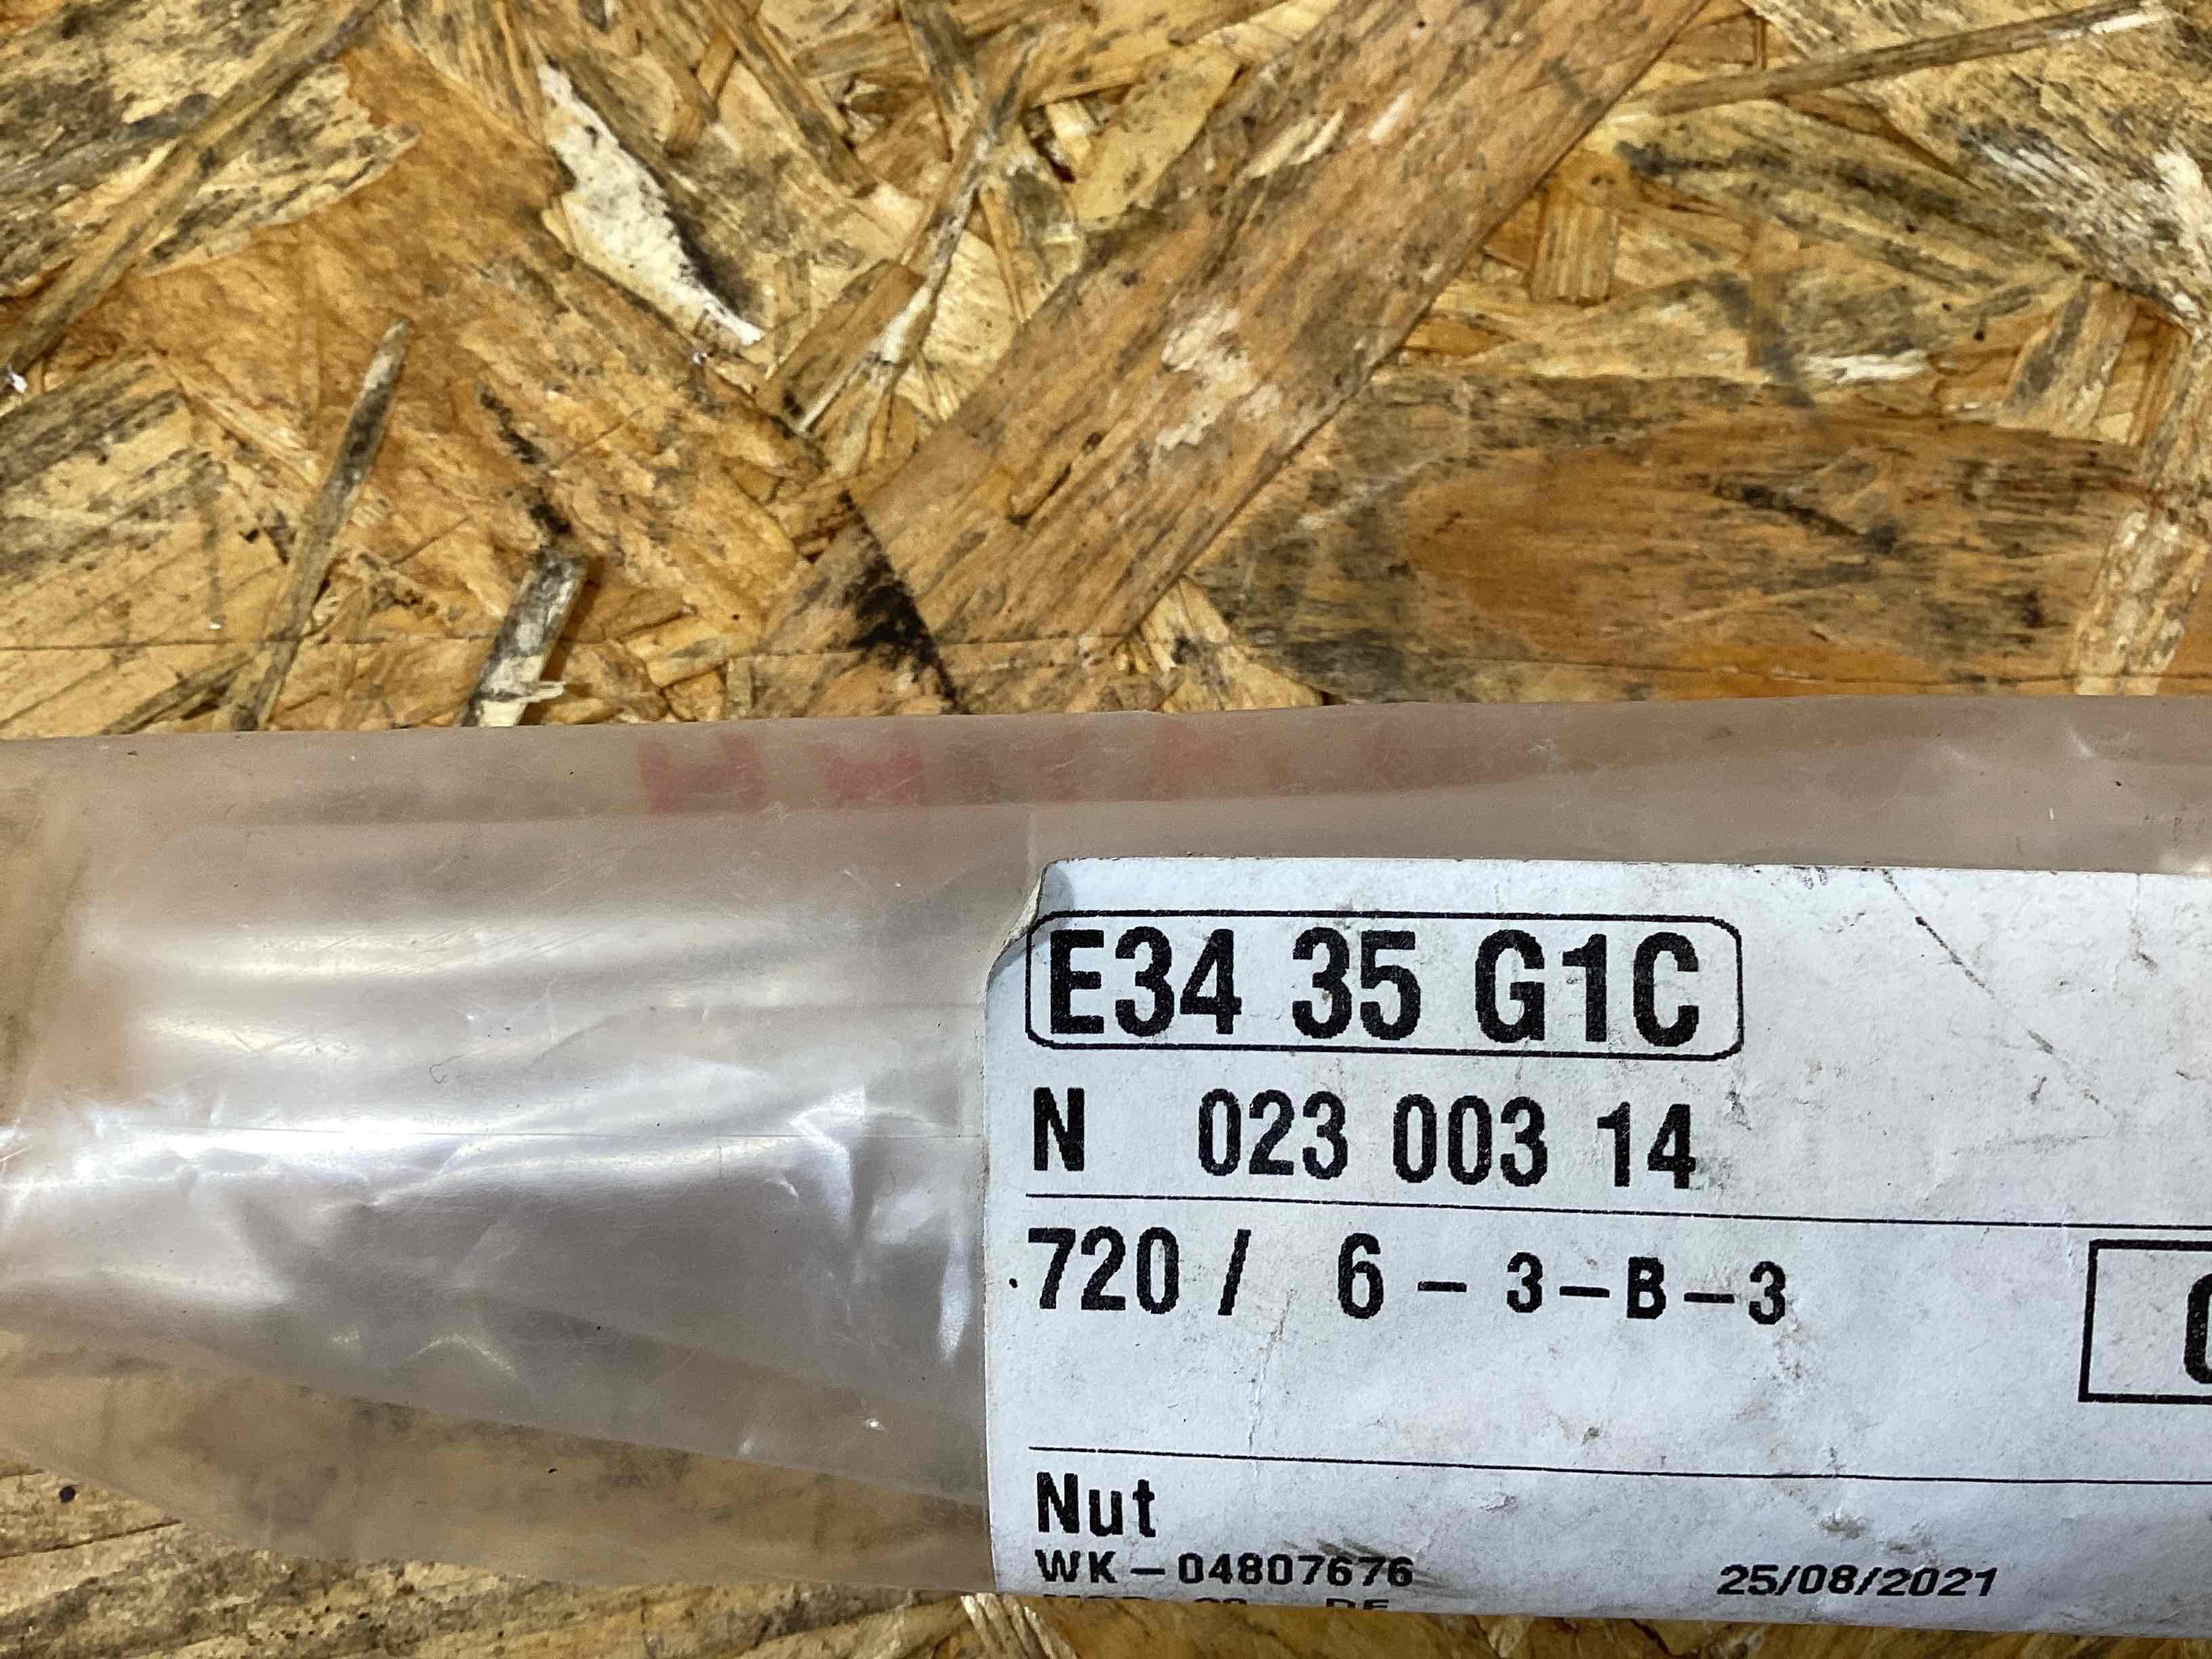 E34 35 G1C
N 023 003 14
720 / 6 - 3 - B - 3
Nut
WK - 04807676 25/08/2021